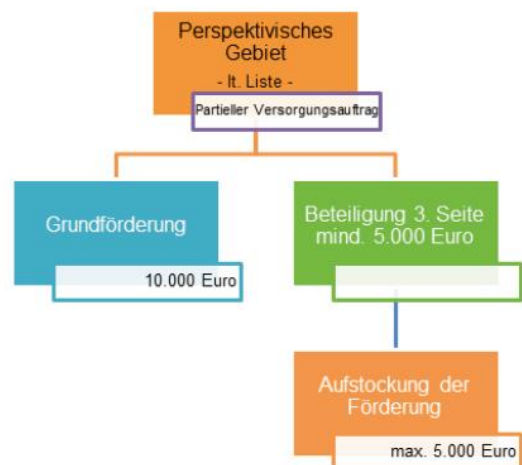 Perspektivisches
Gebiet
- lt. Liste -
Partieller Versorgungsauftrag
Grundförderung
10.000 Euro
Beteiligung 3. Seite
mind. 5.000 Euro
Aufstockung der
Förderung
max. 5.000 Euro